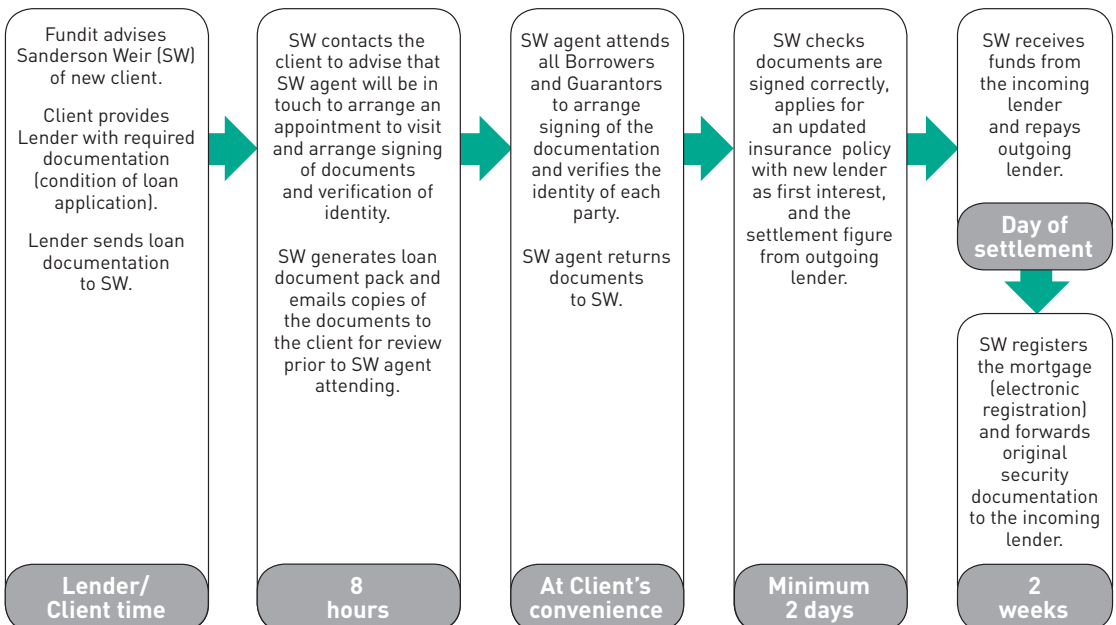 Fundit advises
Sanderson Weir (SW)
of new client.
Client provides
Lender with required
documentation
(condition of loan
application).
Lender sends loan
documentation
to SW.
Lender/
Client time
SW contacts the
client to advise that
SW agent will be in
touch to arrange an
appointment to visit
and arrange signing
of documents
and verification of
identity.
SW generates loan
document pack and
emails copies of
the documents to
the client for review
prior to SW agent
attending.
8
hours
SW agent attends
all Borrowers
and Guarantors
to arrange
signing of the
documentation
and verifies the
identity of each
party.
SW agent returns
documents
to SW.
At Client's
convenience
SW checks
documents are
signed correctly,
applies for
an updated
insurance policy
with new lender
as first interest,
and the
settlement figure
from outgoing
lender.
Minimum
2 days
SW receives
funds from
the incoming
lender
and repays
outgoing
lender.
Day of
settlement
SW registers
the mortgage
(electronic
registration)
and forwards
original
security
documentation
to the incoming
lender.
2
weeks